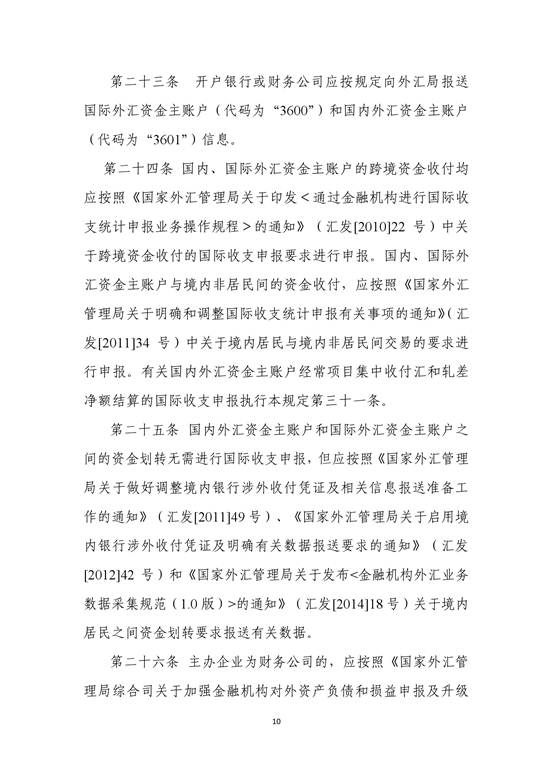 第二十三条　开户银行或财务公司应按规定向外汇局报送
国际外汇资金主账户（代码为“3600”）和国内外汇资金主账户
（代码为“3601”）信息。
第二十四条 国内、国际外汇资金主账户的跨境资金收付均
应按照《国家外汇管理局关于印发＜通过金融机构进行国际收
支统计申报业务操作规程＞的通知》（汇发[2010]22 号）中关
于跨境资金收付的国际收支申报要求进行申报。国内、国际外
汇资金主账户与境内非居民间的资金收付，应按照《国家外汇
管理局关于明确和调整国际收支统计申报有关事项的通知》（汇
发[2011]34 号）中关于境内居民与境内非居民间交易的要求进
行申报。有关国内外汇资金主账户经常项目集中收付汇和轧差
净额结算的国际收支申报执行本规定第三十一条。
第二十五条 国内外汇资金主账户和国际外汇资金主账户之
间的资金划转无需进行国际收支申报，但应按照《国家外汇管理
局关于做好调整境内银行涉外收付凭证及相关信息报送准备工
作的通知》（汇发[2011]49号）、《国家外汇管理局关于启用境
内银行涉外收付凭证及明确有关数据报送要求的通知》（汇发
[2012]42 号）和《国家外汇管理局关于发布<金融机构外汇业务
数据采集规范（1.0版）>的通知》（汇发[2014]18号）关于境内
居民之间资金划转要求报送有关数据。
第二十六条 主办企业为财务公司的，应按照《国家外汇管
理局综合司关于加强金融机构对外资产负债和损益申报及升级
10